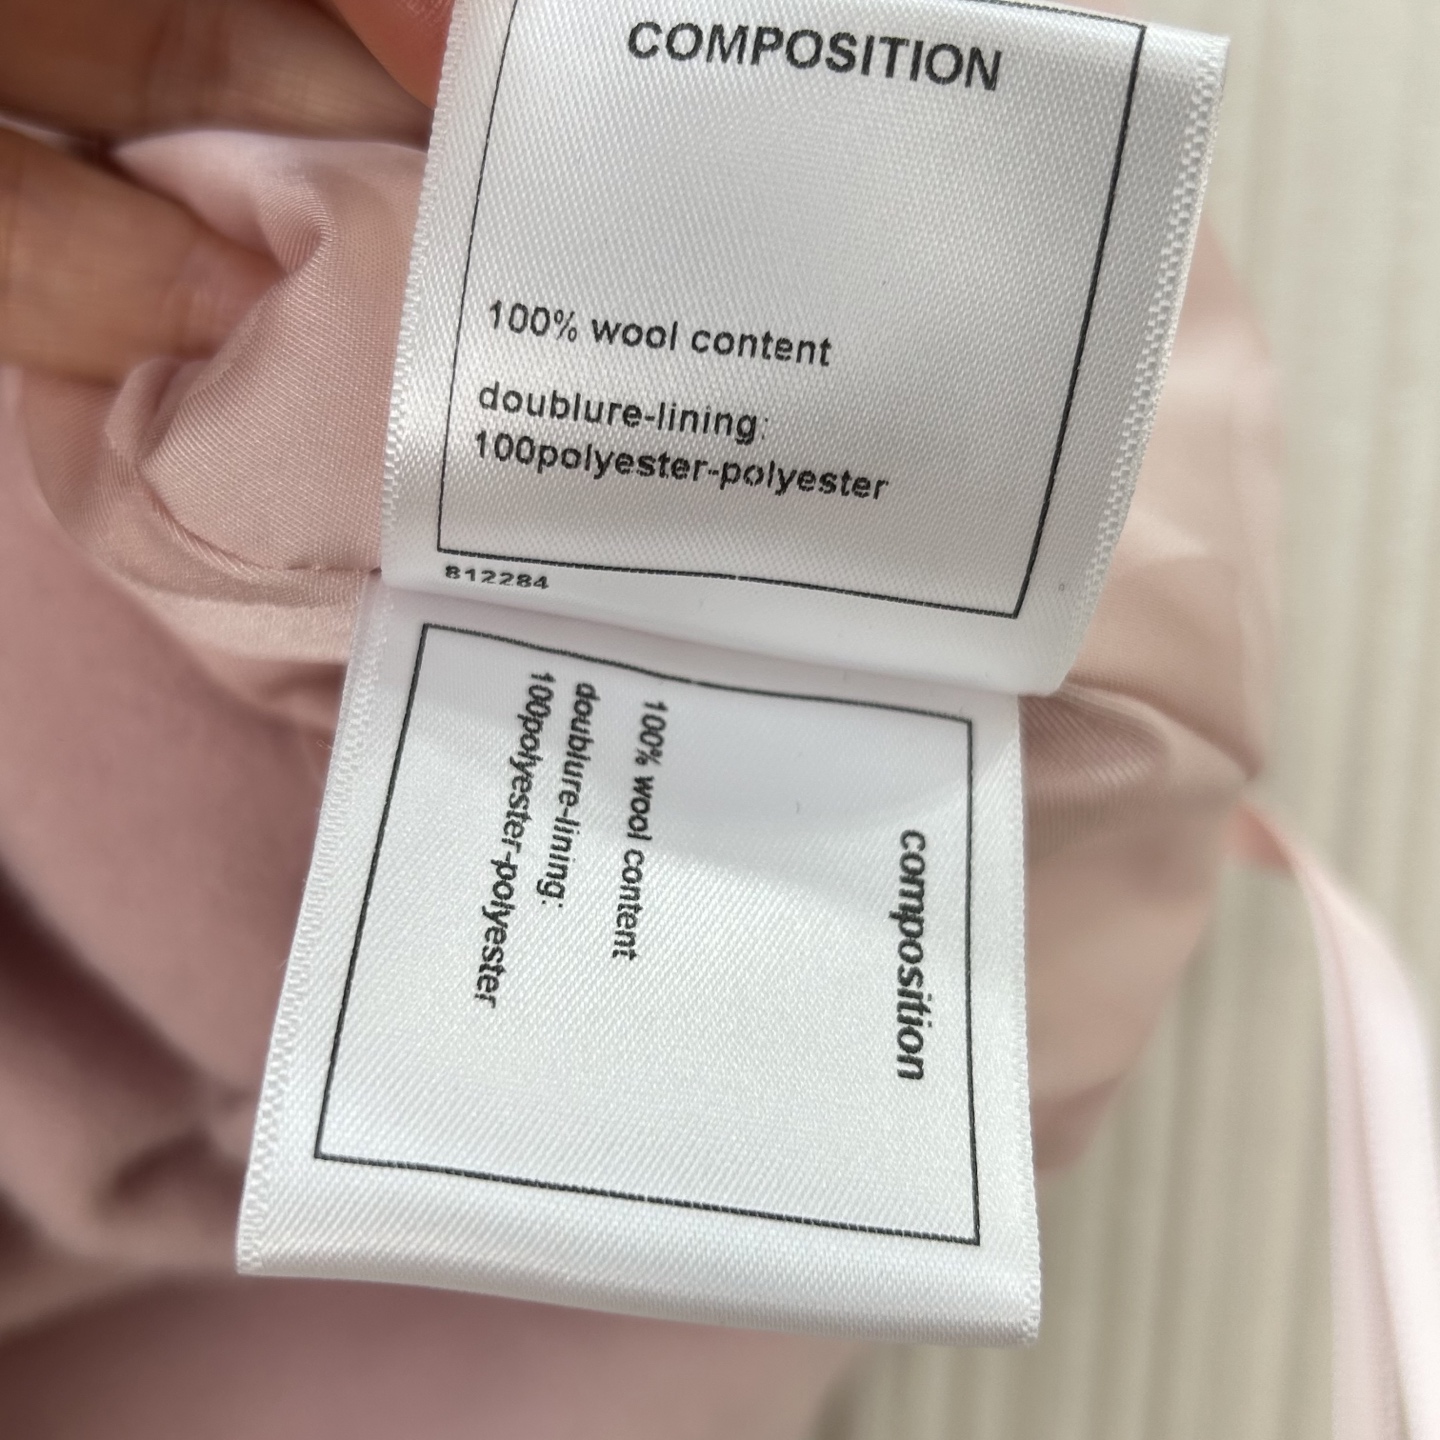 COMPOSITION
100% wool content
doublure-lining:
100polyester-polyester
812284
composition
100% wool content
doublure-lining:
100polyester-polyester